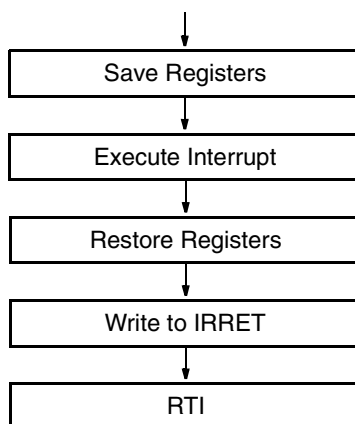 Save Registers
Execute Interrupt
Restore Registers
Write to IRRET
RTI